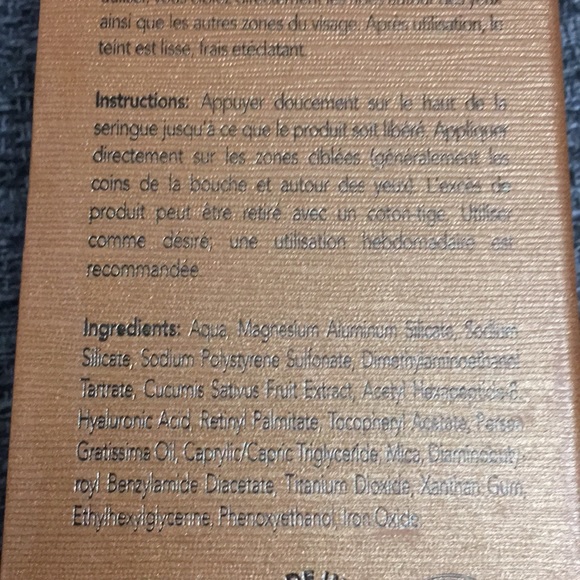 ainsi que les autres zones du visage. Après utilisation, le
teint est lissé, frais etéclatant.
Instructions: Appuyer doucement sur le haut de la
seringue jusqu'à ce que le produit soit libéré. Appliquer
directement sur les zones ciblées (généralement les
coins de la bouche et autour des yeux). L'excès de
produit peut être retiré avec un coton-tige. Utiliser
comme désiré; une utilisation hebdomadaire est
recommandée.
Ingredients: Aqua, Magnesium Aluminum Silicate, Sodium
Silicate, Sodium Polystyrene Sulfonate, Dimethylaminoethanol
Tartrate, Cucumis Sativus Fruit Extract, Acetyl Hexapeptide-8,
Hyaluronic Acid, Retinyl Palmitate, Tocopheryl Acetate, Persea
Gratissima Oil, Caprylic/Capric Triglyceride, Mica, Diaminobuty-
royl Benzylamide Diacetate, Titanium Dioxide, Xanthan Gum,
Ethylhexylglycerine, Phenoxyethanol, Iron Oxide